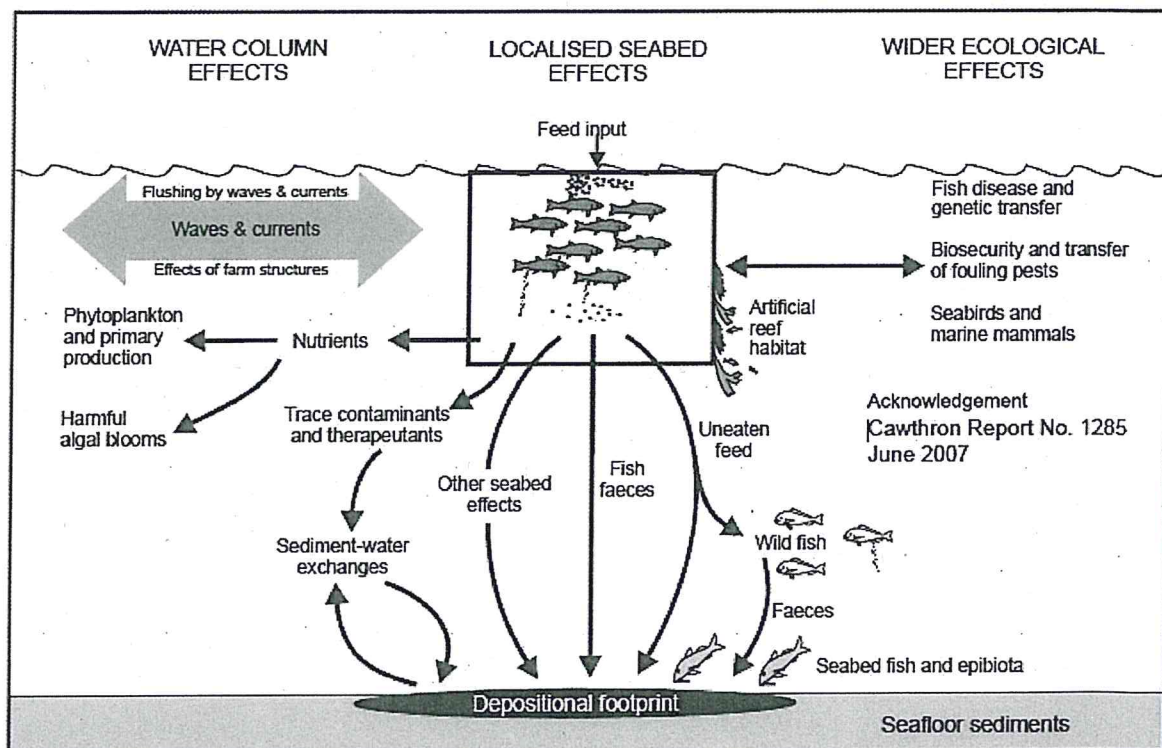 WATER COLUMN
EFFECTS
LOCALISED SEABED
EFFECTS
WIDER ECOLOGICAL
EFFECTS
Feed input
Flushing by waves & currents
Waves & currents
Effects of farm structures
Fish disease and
genetic transfer
Biosecurity and transfer
of fouling pests
Seabirds and
marine mammals
Artificial
reef
habitat
Phytoplankton
and primary
production
Nutrients
Harmful
algal blooms
Trace contaminants
and therapeutants
Acknowledgement
Cawthron Report No. 1285
June 2007
Uneaten
feed
Other seabed
effects
Fish
faeces
Sediment-water
exchanges
Wild fish
Faeces
Seabed fish and epibiota
Depositional footprint
Seafloor sediments